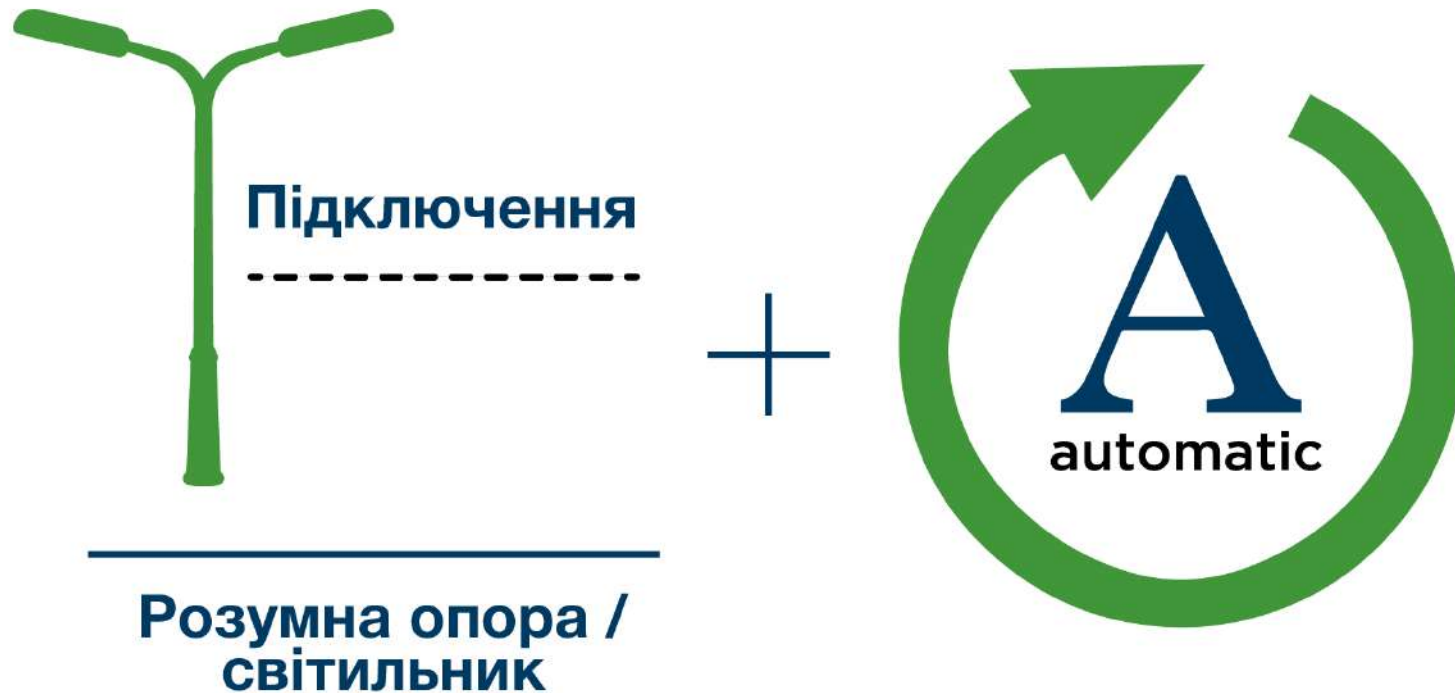 Підключення
A
automatic
Розумна опора /
світильник